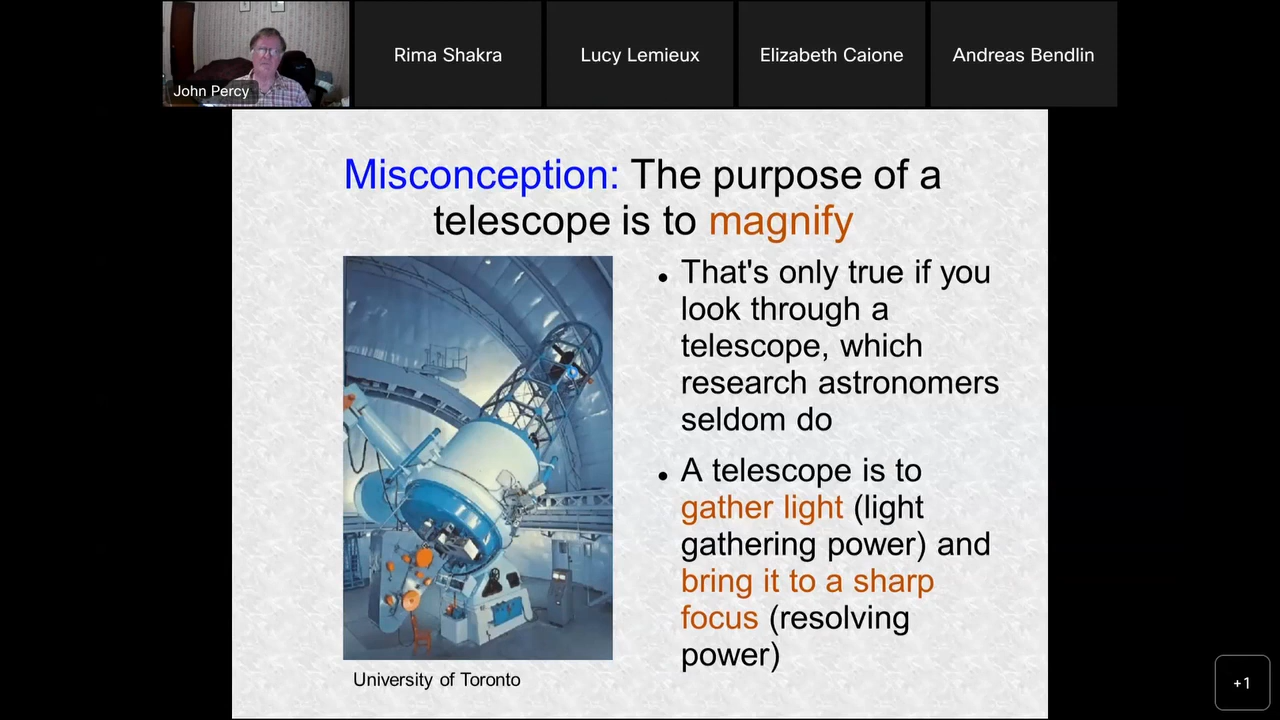 John Percy
Rima Shakra
Lucy Lemieux
Elizabeth Caione
Andreas Bendlin
Misconception: The purpose of a
telescope is to magnify
• That's only true if you
look through a
telescope, which
research astronomers
seldom do
• A telescope is to
gather light (light
gathering power) and
bring it to a sharp
focus (resolving
power)
University of Toronto
+1